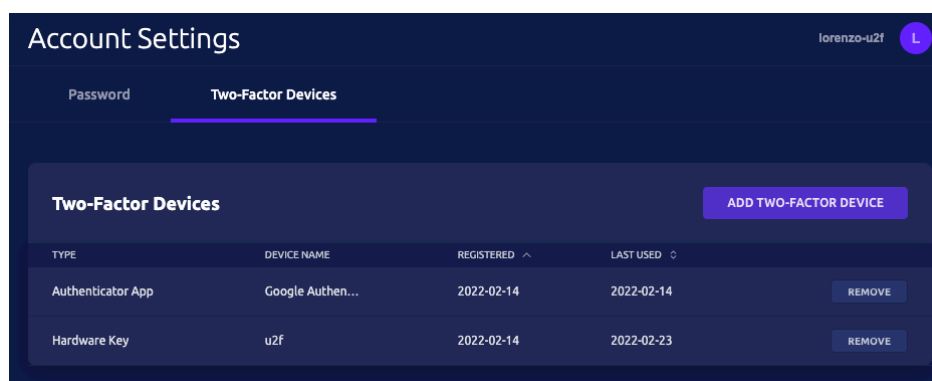 Account Settings
lorenzo-u2f L
Password Two-Factor Devices
Two-Factor Devices ADD TWO-FACTOR DEVICE
TYPE DEVICE NAME REGISTERED LAST USED
Authenticator App Google Authen... 2022-02-14 2022-02-14 REMOVE
Hardware Key u2f 2022-02-14 2022-02-23 REMOVE